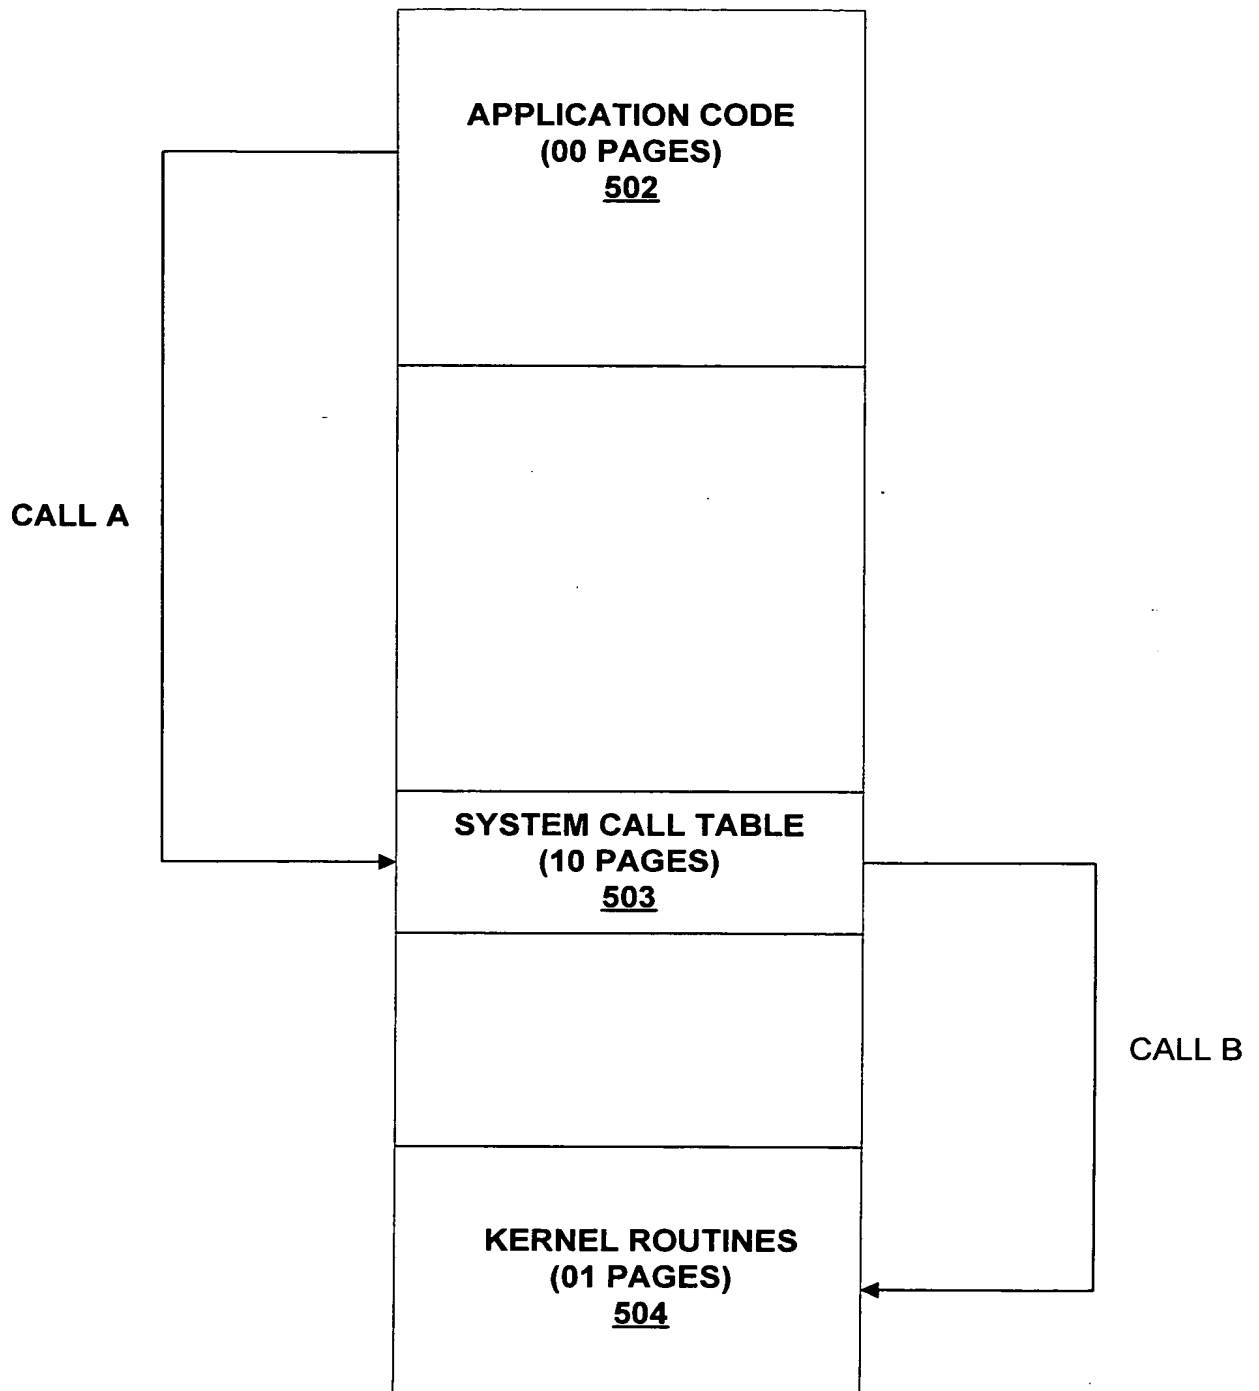 APPLICATION CODE
(00 PAGES)
502
CALL A
SYSTEM CALL TABLE
(10 PAGES)
503
CALL B
KERNEL ROUTINES
(01 PAGES)
504